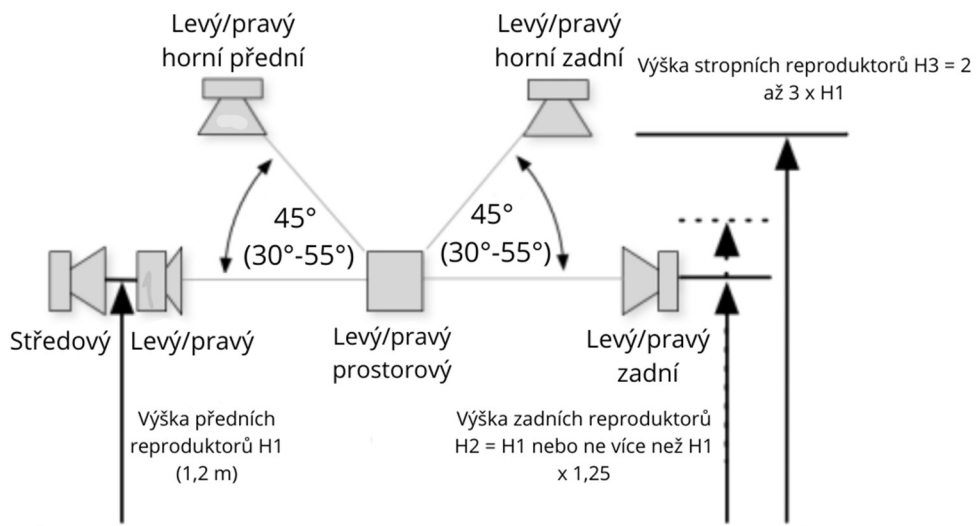 Levý/pravý
horní přední
Levý/pravý
horní zadní
Výška stropních reproduktorů H3 = 2
až 3 x H1
45°
(30°-55°)
45°
(30°-55°)
Středový
Levý/pravý
Levý/pravý
prostorový
Levý/pravý
zadní
Výška předních
reproduktorů H1
(1,2 m)
Výška zadních reproduktorů
H2 = H1 nebo ne více než H1
x 1,25